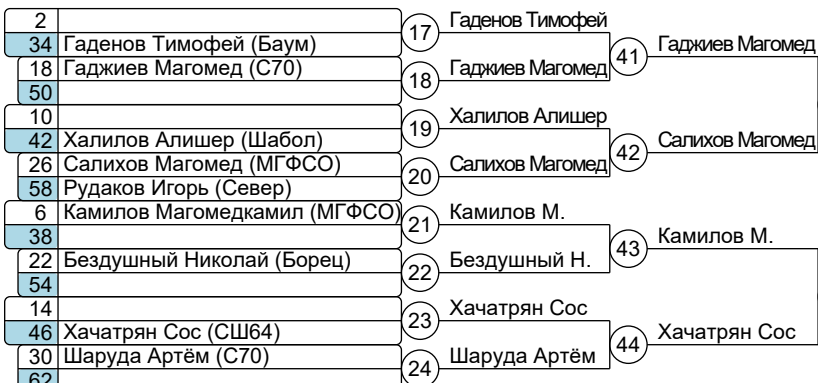 2
17
Гаденов Тимофей
34 Гаденов Тимофей (Баум)
41
Гаджиев Магомед
18 Гаджиев Магомед (С70)
18
Гаджиев Магомед
50
10
19
Халилов Алишер
42 Халилов Алишер (Шабол)
42
Салихов Магомед
26 Салихов Магомед (МГФСО)
20
Салихов Магомед
58 Рудаков Игорь (Север)
6 Камилов Магомедкамил (МГФСО)
21
Камилов М.
38
43
Камилов М.
22 Бездушный Николай (Борец)
22
Бездушный Н.
54
14
23
Хачатрян Сос
46 Хачатрян Сос (СШ64)
44
Хачатрян Сос
30 Шаруда Артём (С70)
24
Шаруда Артём
62